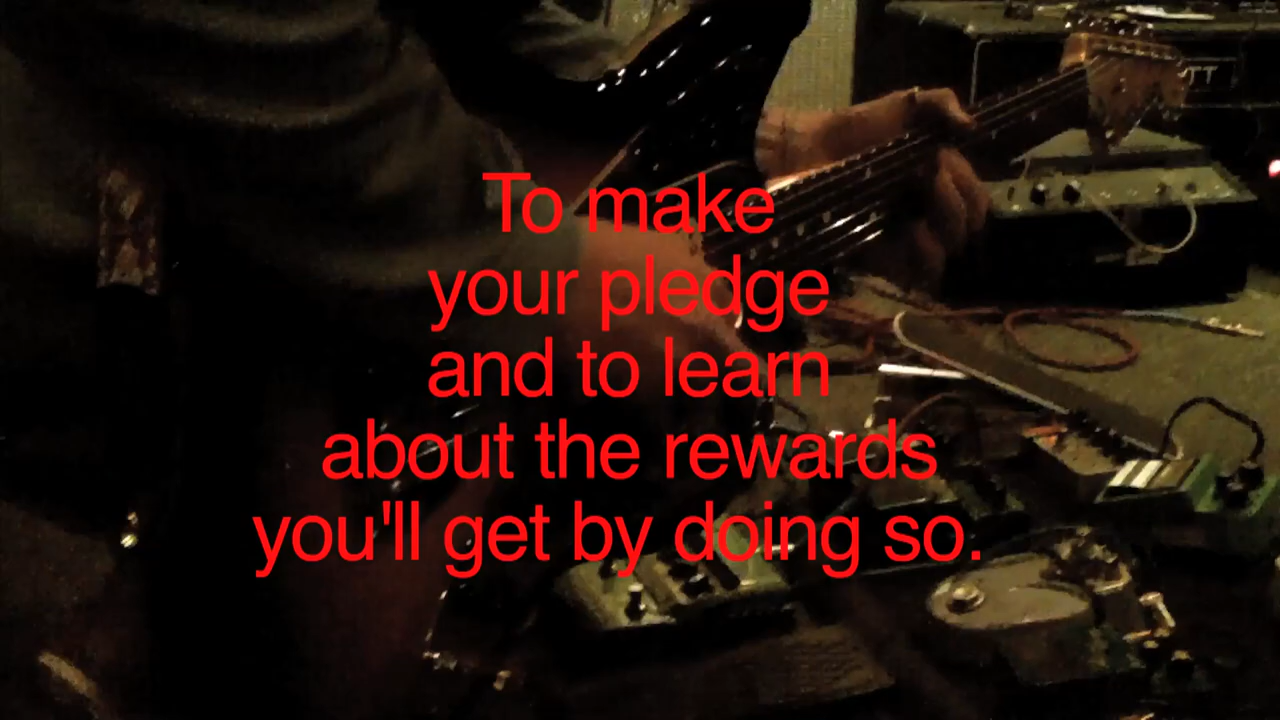 To make
your pledge
and to learn
about the rewards
you'll get by doing so.